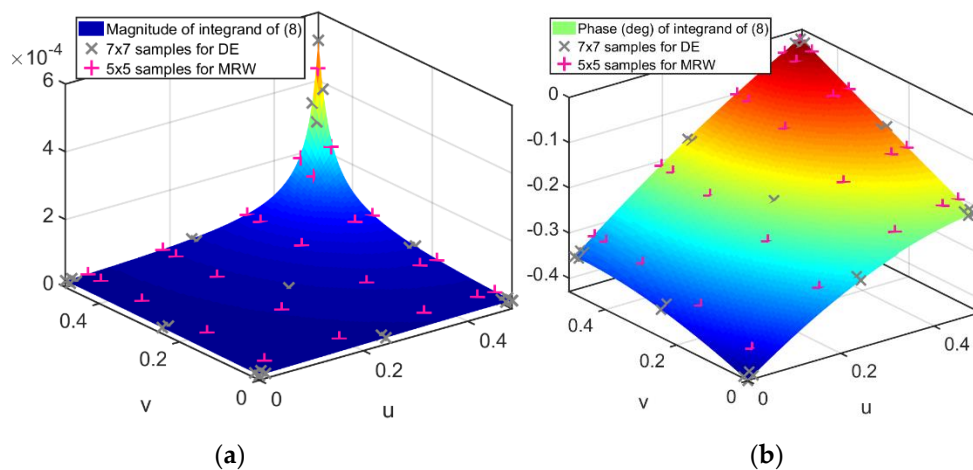 Magnitude of integrand of (8)
7x7 samples for DE
5x5 samples for MRW
×10⁻⁴
6
4
2
0
0.4
0.2
0
v
0
0.2
0.4
u
(a)
Phase (deg) of integrand of (8)
7x7 samples for DE
5x5 samples for MRW
0
-0.1
-0.2
-0.3
-0.4
0.4
0.2
0
v
0
0.2
0.4
u
(b)